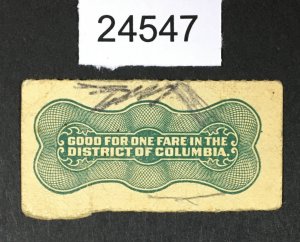 24547
GOOD FOR ONE FARE IN THE
DISTRICT OF COLUMBIA.